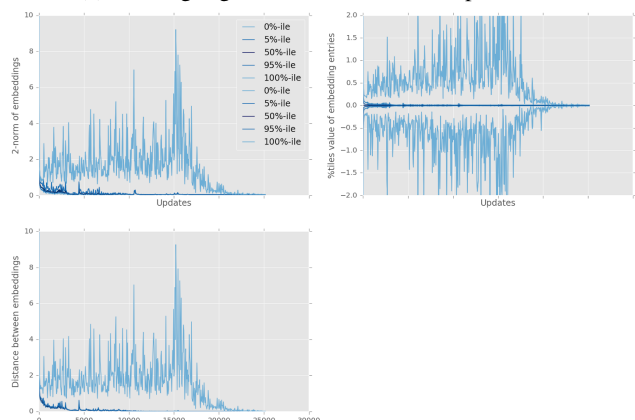 10
8
6
4
2
0
2-norm of embeddings
Updates
0%-ile
5%-ile
50%-ile
95%-ile
100%-ile
0%-ile
5%-ile
50%-ile
95%-ile
100%-ile
2.0
1.5
1.0
0.5
0.0
−0.5
−1.0
−1.5
−2.0
%tiles value of embedding entries
Updates
10
8
6
4
2
0
Distance between embeddings
0 5000 10000 15000 20000 25000 30000